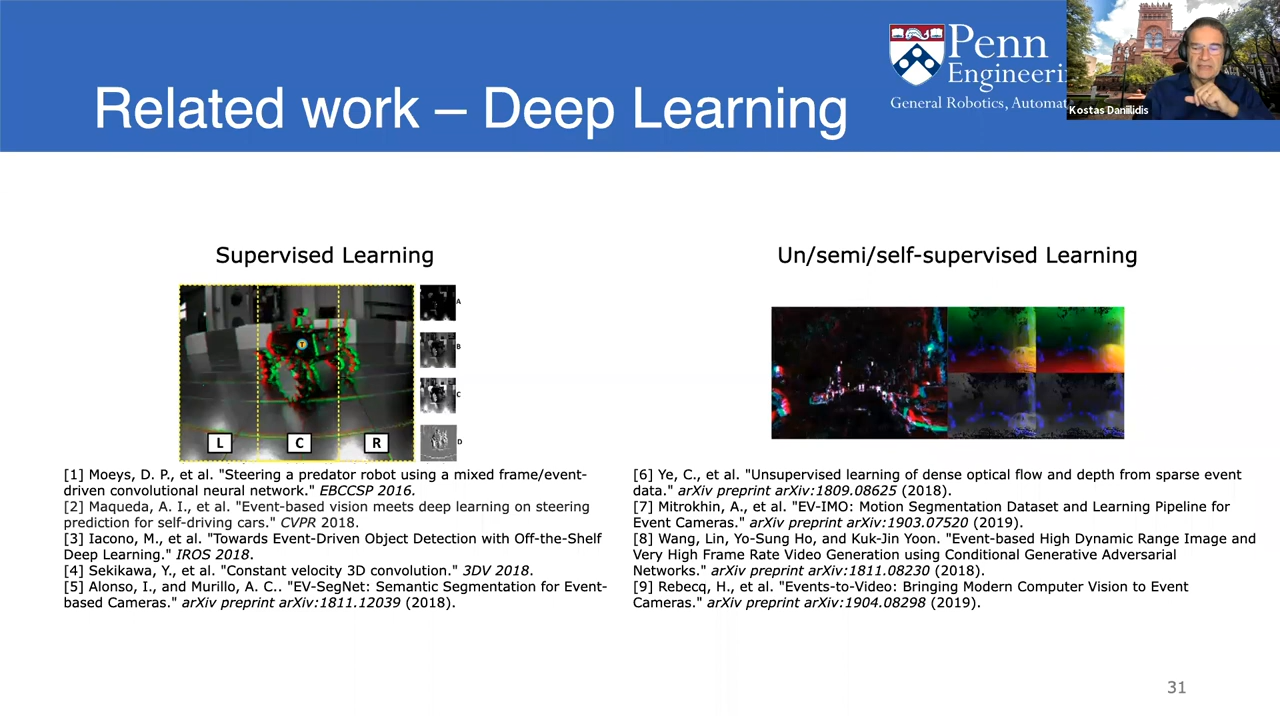 Penn
Engineeri
General Robotics, Automat
Kostas Daniilidis
Related work – Deep Learning
Supervised Learning
A
B
C
D
T
L
C
R
[1] Moeys, D. P., et al. "Steering a predator robot using a mixed frame/event-
driven convolutional neural network." EBCCSP 2016.
[2] Maqueda, A. I., et al. "Event-based vision meets deep learning on steering
prediction for self-driving cars." CVPR 2018.
[3] Iacono, M., et al. "Towards Event-Driven Object Detection with Off-the-Shelf
Deep Learning." IROS 2018.
[4] Sekikawa, Y., et al. "Constant velocity 3D convolution." 3DV 2018.
[5] Alonso, I., and Murillo, A. C.. "EV-SegNet: Semantic Segmentation for Event-
based Cameras." arXiv preprint arXiv:1811.12039 (2018).
Un/semi/self-supervised Learning
[6] Ye, C., et al. "Unsupervised learning of dense optical flow and depth from sparse event
data." arXiv preprint arXiv:1809.08625 (2018).
[7] Mitrokhin, A., et al. "EV-IMO: Motion Segmentation Dataset and Learning Pipeline for
Event Cameras." arXiv preprint arXiv:1903.07520 (2019).
[8] Wang, Lin, Yo-Sung Ho, and Kuk-Jin Yoon. "Event-based High Dynamic Range Image and
Very High Frame Rate Video Generation using Conditional Generative Adversarial
Networks." arXiv preprint arXiv:1811.08230 (2018).
[9] Rebecq, H., et al. "Events-to-Video: Bringing Modern Computer Vision to Event
Cameras." arXiv preprint arXiv:1904.08298 (2019).
31